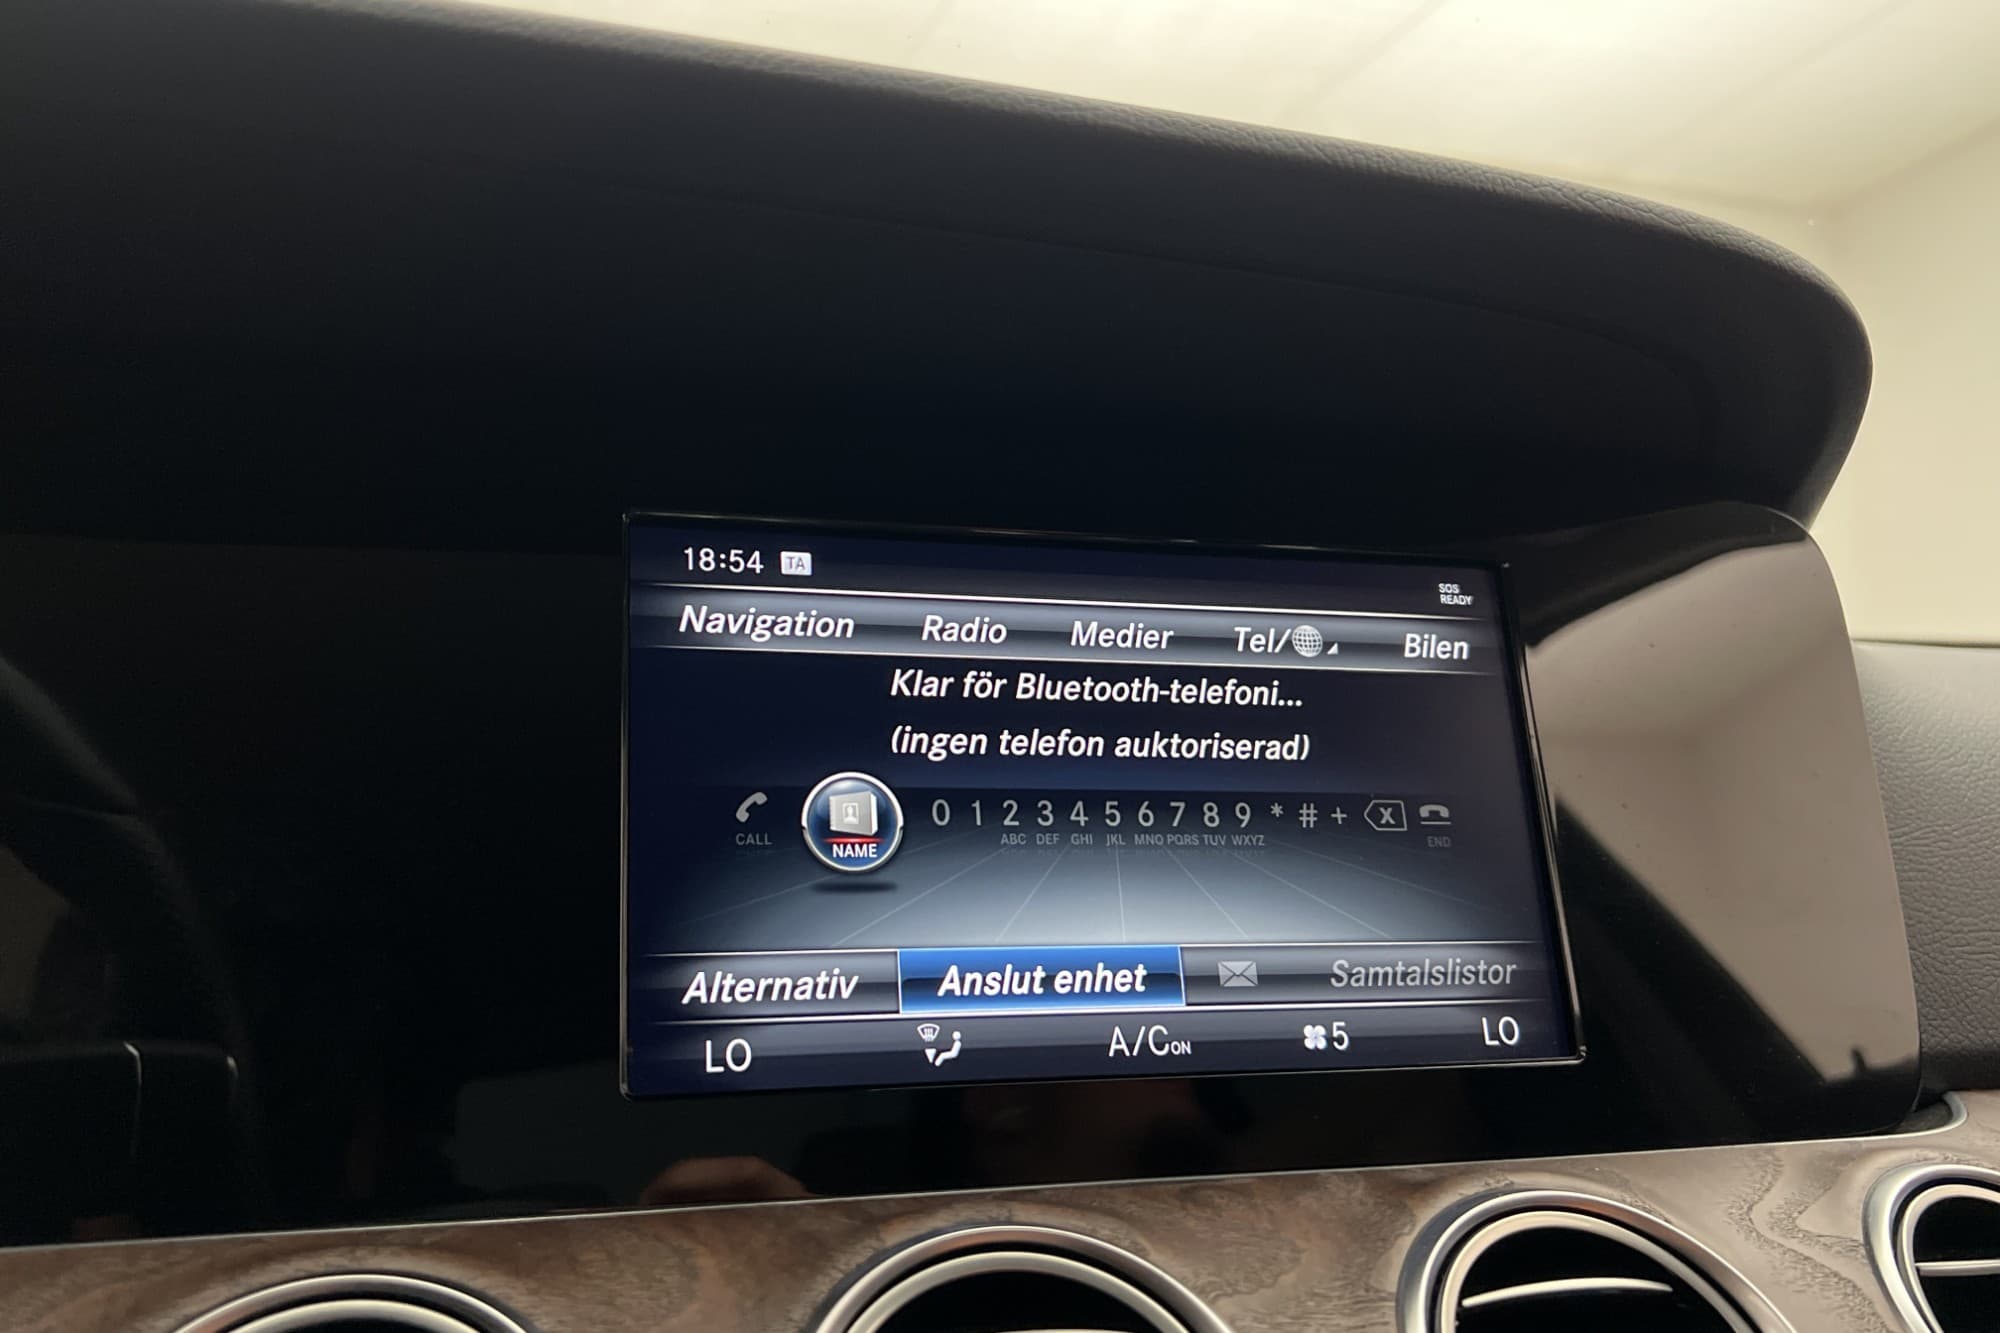 18:54 TA
SOS
READY
Navigation Radio Medier Tel/ Bilen
Klar för Bluetooth-telefoni...
(ingen telefon auktoriserad)
0 1 2 3 4 5 6 7 8 9 * # + X
CALL NAME ABC DEF GHI JKL MNO PQRS TUV WXYZ END
Alternativ Anslut enhet Samtalslistor
LO A/C ON 5 LO